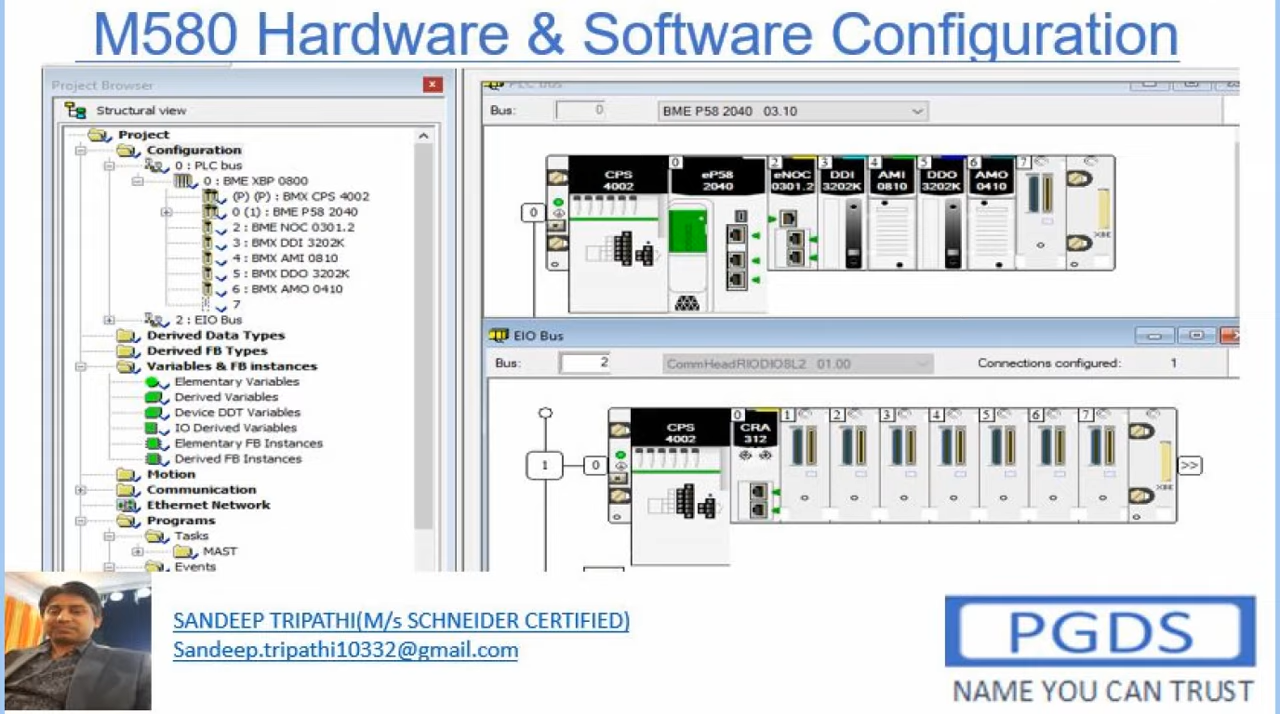 M580 Hardware & Software Configuration
Project Browser
Structural view
Project
Configuration
0 : PLC bus
0 : BME XBP 0800
(P) (P) : BMX CPS 4002
0 (1) : BME P58 2040
2 : BME NOC 0301.2
3 : BMX DDI 3202K
4 : BMX AMI 0810
5 : BMX DDO 3202K
6 : BMX AMO 0410
7
2 : EIO Bus
Derived Data Types
Derived FB Types
Variables & FB instances
Elementary Variables
Derived Variables
Device DDT Variables
IO Derived Variables
Elementary FB Instances
Derived FB Instances
Motion
Communication
Ethernet Network
Programs
Tasks
MAST
Events
PLC bus
Bus: 0 BME P58 2040 03.10
0 2 3 4 5 6 7
CPS eP58 eNOC DDI AMI DDO AMO
4002 2040 0301.2 3202K 0810 3202K 0410
0
XBE
EIO Bus
Bus: 2 CommHeadRIODIO8L2 01.00 Connections configured: 1
0 1 2 3 4 5 6 7
CPS CRA
4002 312
1 0 >>
XBE
SANDEEP TRIPATHI(M/s SCHNEIDER CERTIFIED)
Sandeep.tripathi10332@gmail.com
PGDS
NAME YOU CAN TRUST